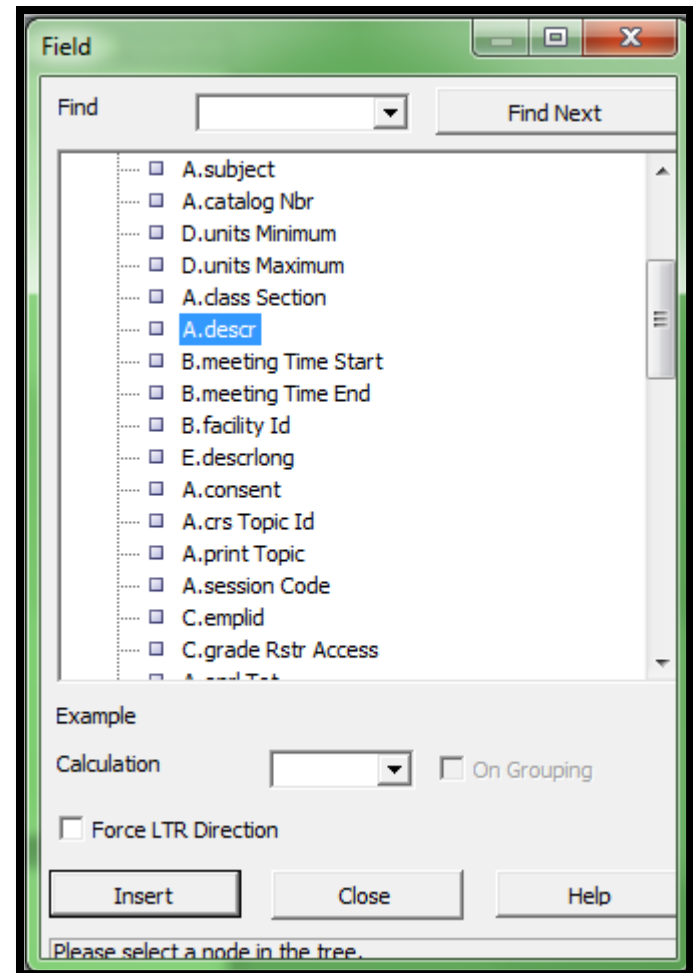 Field
Find
Find Next
A.subject
A.catalog Nbr
D.units Minimum
D.units Maximum
A.class Section
A.descr
B.meeting Time Start
B.meeting Time End
B.facility Id
E.descrlong
A.consent
A.crs Topic Id
A.print Topic
A.session Code
C.emplid
C.grade Rstr Access
Example
Calculation
On Grouping
Force LTR Direction
Insert Close Help
Please select a node in the tree.